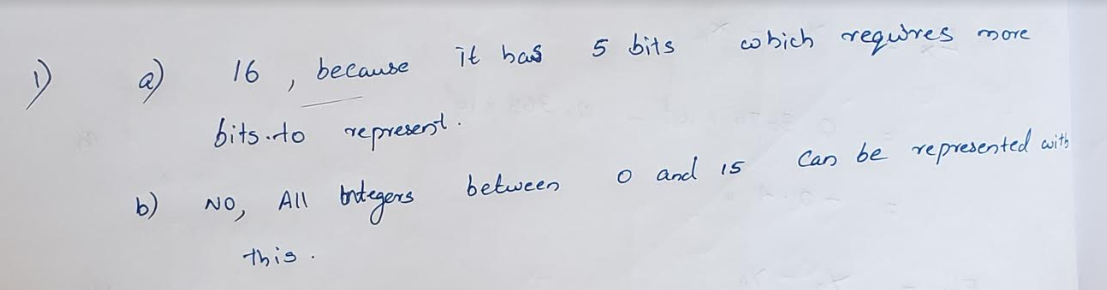 1) a) 16, because it has 5 bits which requires more
bits to represent.
b) NO, All integers between 0 and 15 can be represented with
this.